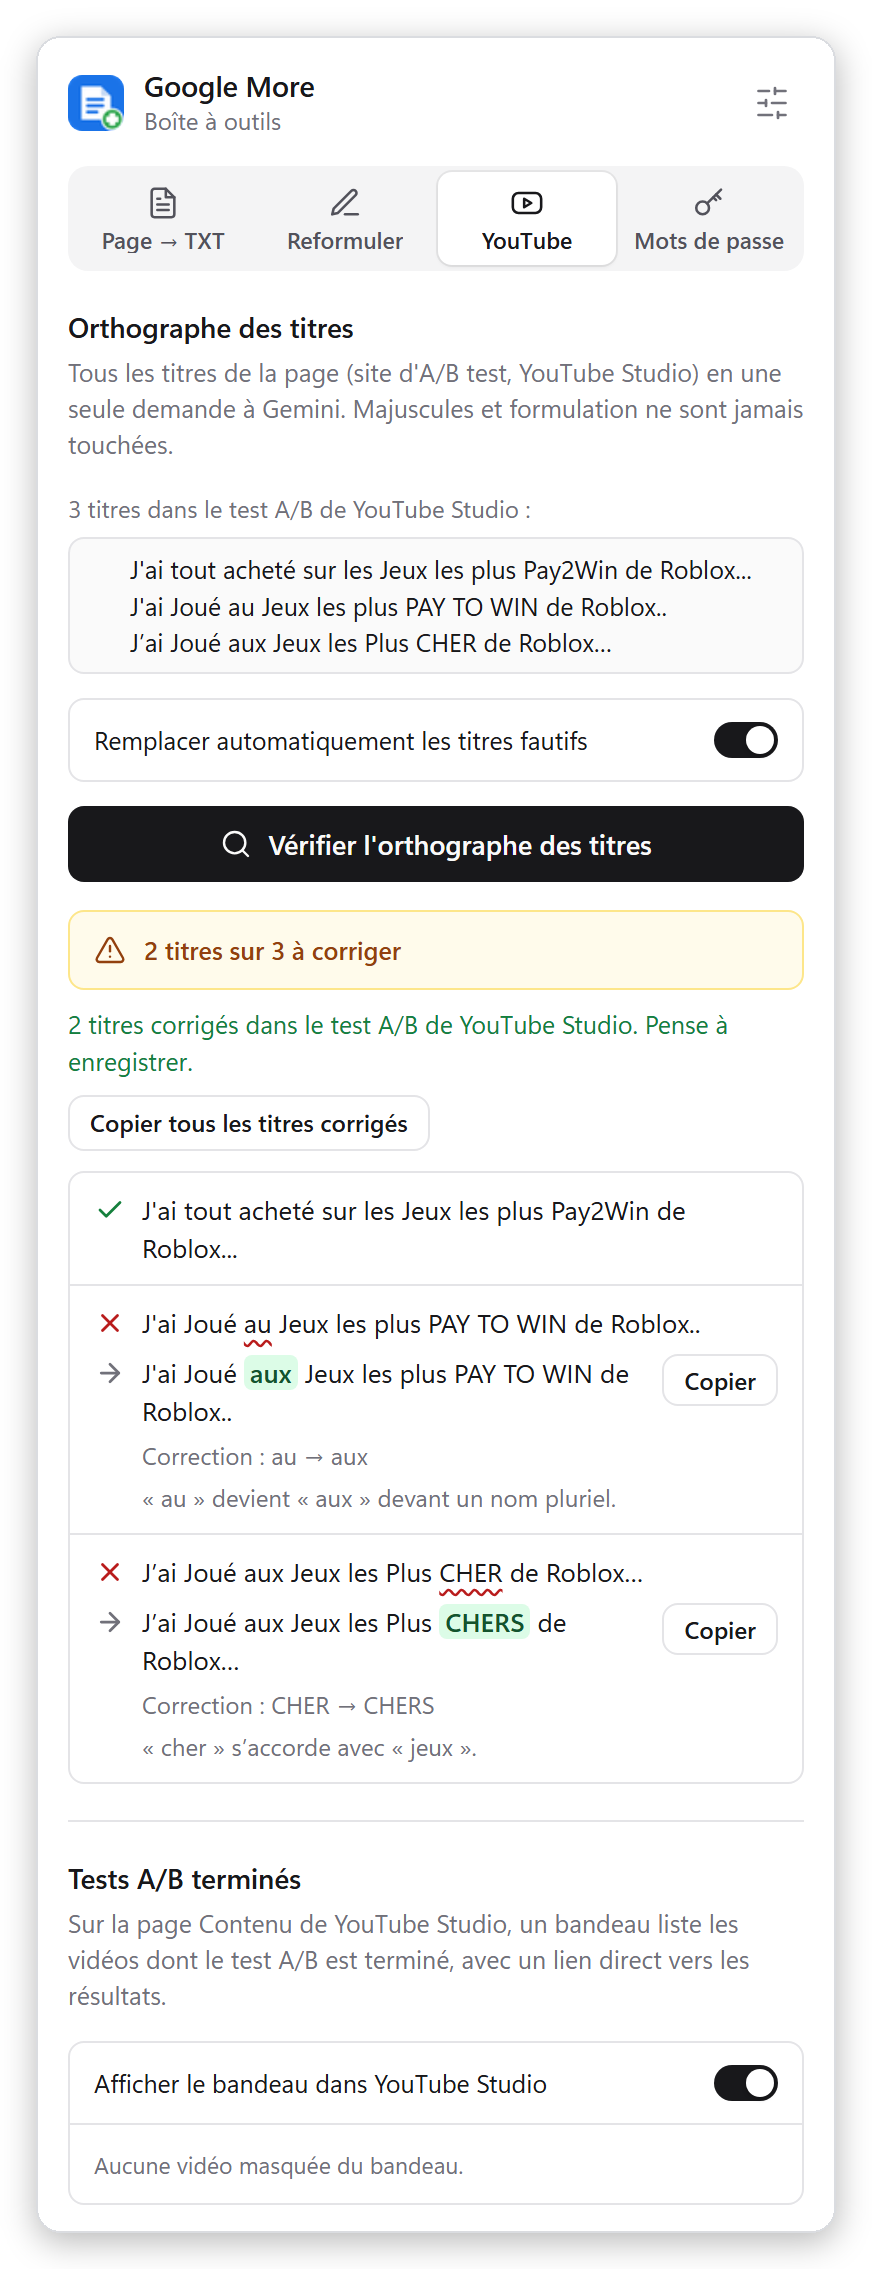 Google More
Boîte à outils
Page → TXT
Reformuler
YouTube
Mots de passe
Orthographe des titres
Tous les titres de la page (site d'A/B test, YouTube Studio) en une
seule demande à Gemini. Majuscules et formulation ne sont jamais
touchées.
3 titres dans le test A/B de YouTube Studio :
J'ai tout acheté sur les Jeux les plus Pay2Win de Roblox...
J'ai Joué au Jeux les plus PAY TO WIN de Roblox..
J’ai Joué aux Jeux les Plus CHER de Roblox...
Remplacer automatiquement les titres fautifs
Vérifier l'orthographe des titres
2 titres sur 3 à corriger
2 titres corrigés dans le test A/B de YouTube Studio. Pense à
enregistrer.
Copier tous les titres corrigés
J'ai tout acheté sur les Jeux les plus Pay2Win de
Roblox...
J'ai Joué au Jeux les plus PAY TO WIN de Roblox..
J'ai Joué aux Jeux les plus PAY TO WIN de
Roblox..
Copier
Correction : au → aux
« au » devient « aux » devant un nom pluriel.
J’ai Joué aux Jeux les Plus CHER de Roblox...
J’ai Joué aux Jeux les Plus CHERS de
Roblox...
Copier
Correction : CHER → CHERS
« cher » s’accorde avec « jeux ».
Tests A/B terminés
Sur la page Contenu de YouTube Studio, un bandeau liste les
vidéos dont le test A/B est terminé, avec un lien direct vers les
résultats.
Afficher le bandeau dans YouTube Studio
Aucune vidéo masquée du bandeau.